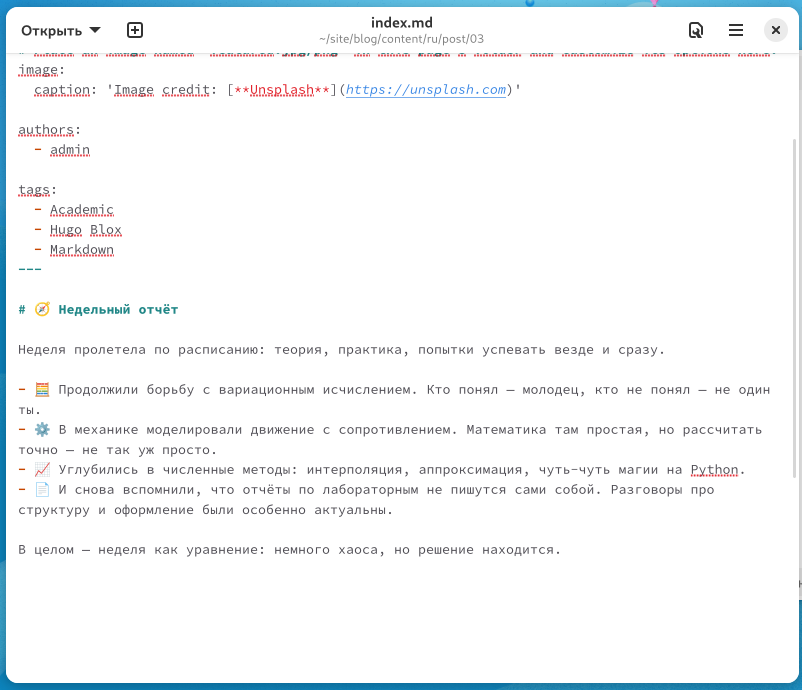 Открыть
index.md
~/site/blog/content/ru/post/03
image:
caption: 'Image credit: [**Unsplash**](https://unsplash.com)'
authors:
- admin
tags:
- Academic
- Hugo Blox
- Markdown
---
# 🧭 Недельный отчёт
Неделя пролетела по расписанию: теория, практика, попытки успевать везде и сразу.
- 🧮 Продолжили борьбу с вариационным исчислением. Кто понял — молодец, кто не понял — не один
ты.
- ⚙️ В механике моделировали движение с сопротивлением. Математика там простая, но рассчитать
точно — не так уж просто.
- 📈 Углубились в численные методы: интерполяция, аппроксимация, чуть-чуть магии на Python.
- 📄 И снова вспомнили, что отчёты по лабораторным не пишутся сами собой. Разговоры про
структуру и оформление были особенно актуальны.
В целом — неделя как уравнение: немного хаоса, но решение находится.